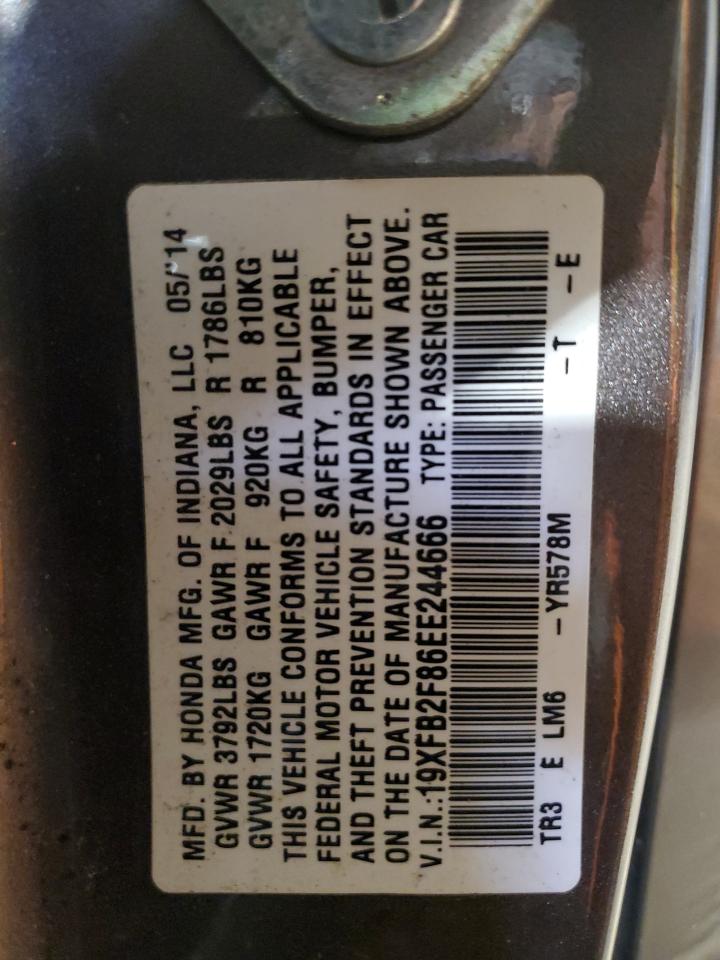 MFD. BY HONDA MFG. OF INDIANA, LLC 05/'14
GVWR 3792LBS GAWR F 2029LBS R 1786LBS
GVWR 1720KG GAWR F 920KG R 810KG
THIS VEHICLE CONFORMS TO ALL APPLICABLE
FEDERAL MOTOR VEHICLE SAFETY, BUMPER,
AND THEFT PREVENTION STANDARDS IN EFFECT
ON THE DATE OF MANUFACTURE SHOWN ABOVE.
V.I.N.:19XFB2F86EE244666 TYPE: PASSENGER CAR
TR3 E LM6 -YR578M -T -E